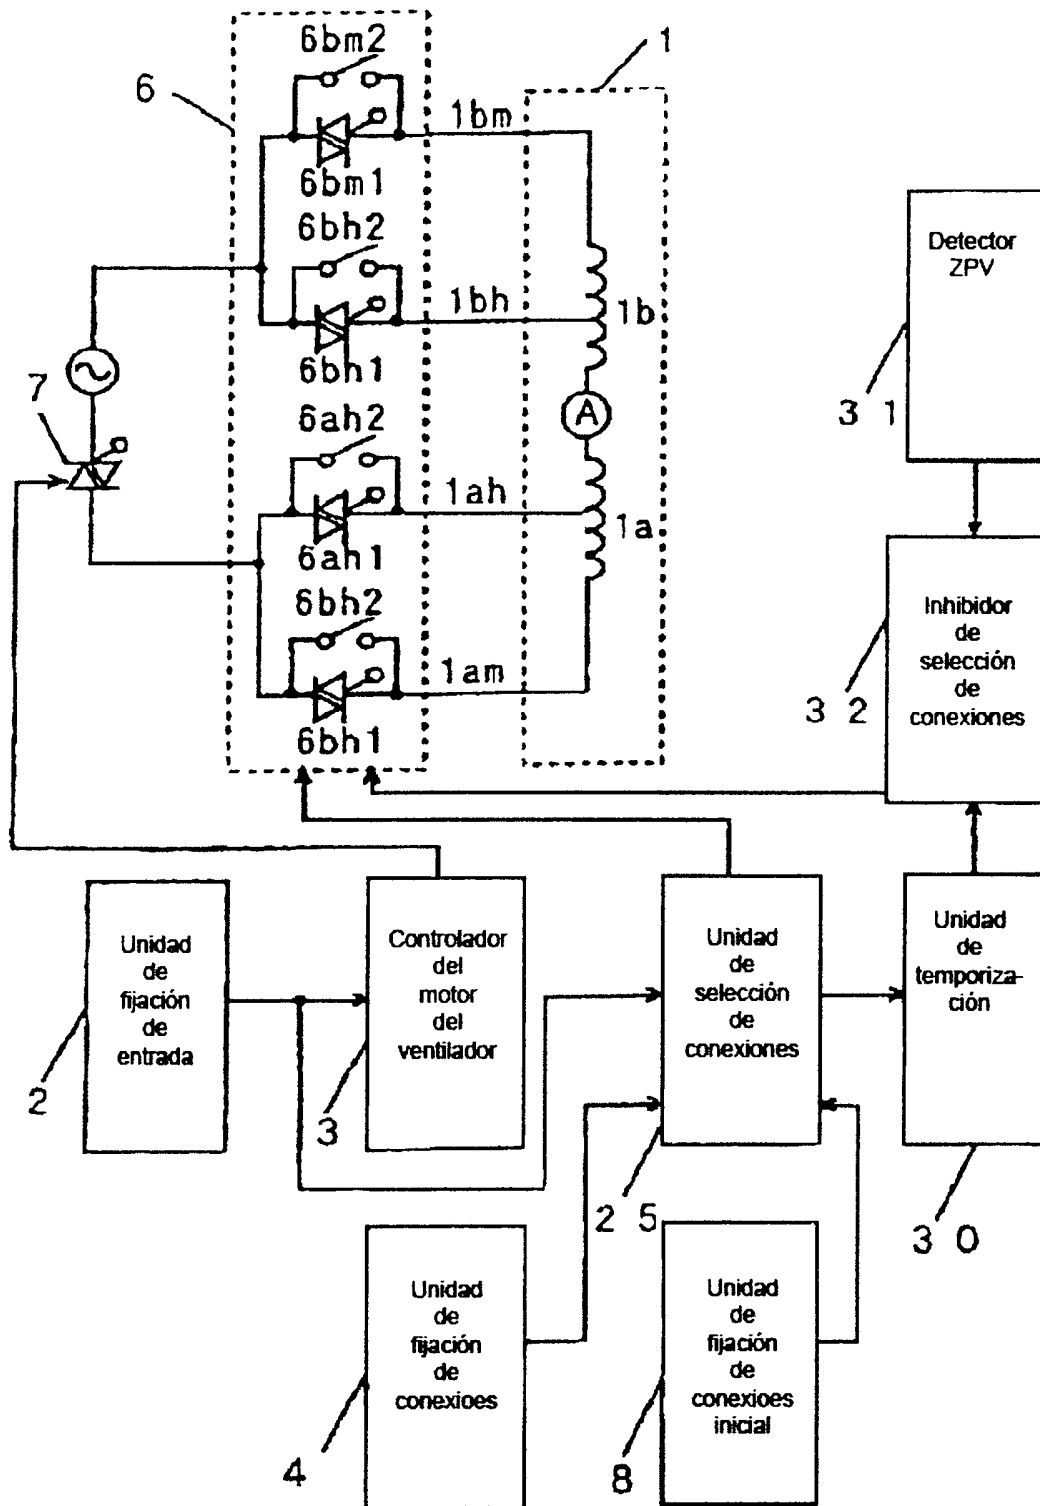 6bm2
1
6
1bm
6bm1
6bh2
1bh
1b
6bh1
7
A
6ah2
1ah
1a
6ah1
6bh2
1am
6bh1
Detector
ZPV
3 1
Inhibidor
de
selección
de
conexiones
3 2
Unidad
de
fijación
de
entrada
2
Controlador
del
motor
del
ventilador
3
Unidad
de
selección
de
conexiones
2 5
Unidad
de
temporiza-
ción
3 0
Unidad
de
fijación
de
conexioes
4
Unidad
de
fijación
de
conexioes
inicial
8